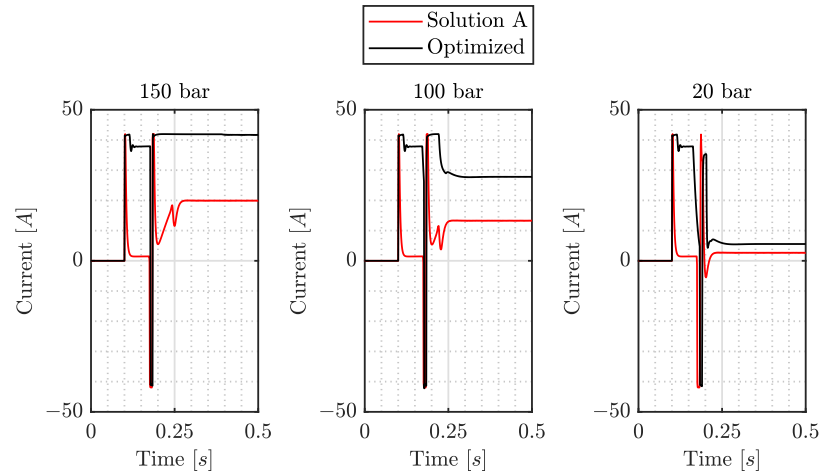 Solution A
Optimized
150 bar
100 bar
20 bar
50
50
50
Current [A]
Current [A]
Current [A]
0
0
0
−50
−50
−50
0 0.25 0.5
0 0.25 0.5
0 0.25 0.5
Time [s]
Time [s]
Time [s]